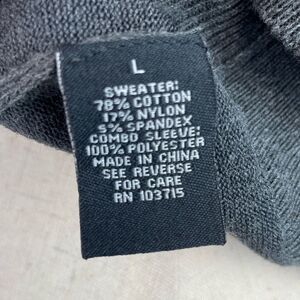 L
SWEATER:
78% COTTON
17% NYLON
5% SPANDEX
COMBO SLEEVE:
100% POLYESTER
MADE IN CHINA
SEE REVERSE
FOR CARE
RN 103715